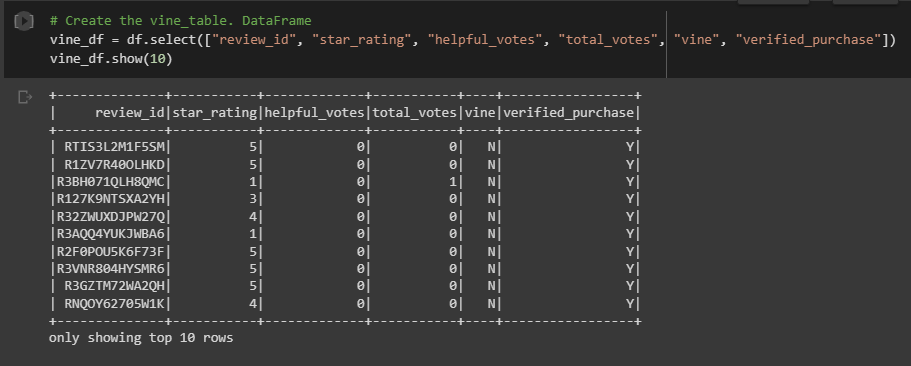 # Create the vine_table. DataFrame
vine_df = df.select(["review_id", "star_rating", "helpful_votes", "total_votes", "vine", "verified_purchase"])
vine_df.show(10)
+--------------+-----------+-------------+-----------+----+-----------------+
|     review_id|star_rating|helpful_votes|total_votes|vine|verified_purchase|
+--------------+-----------+-------------+-----------+----+-----------------+
| RTIS3L2M1F5SM|          5|            0|          0|   N|                Y|
| R1ZV7R40OLHKD|          5|            0|          0|   N|                Y|
|R3BH071QLH8QMC|          1|            0|          1|   N|                Y|
|R127K9NTSXA2YH|          3|            0|          0|   N|                Y|
|R32ZWUXDJPW27Q|          4|            0|          0|   N|                Y|
|R3AQQ4YUKJWBA6|          1|            0|          0|   N|                Y|
|R2F0POU5K6F73F|          5|            0|          0|   N|                Y|
|R3VNR804HYSMR6|          5|            0|          0|   N|                Y|
| R3GZTM72WA2QH|          5|            0|          0|   N|                Y|
| RNQOY62705W1K|          4|            0|          0|   N|                Y|
+--------------+-----------+-------------+-----------+----+-----------------+
only showing top 10 rows